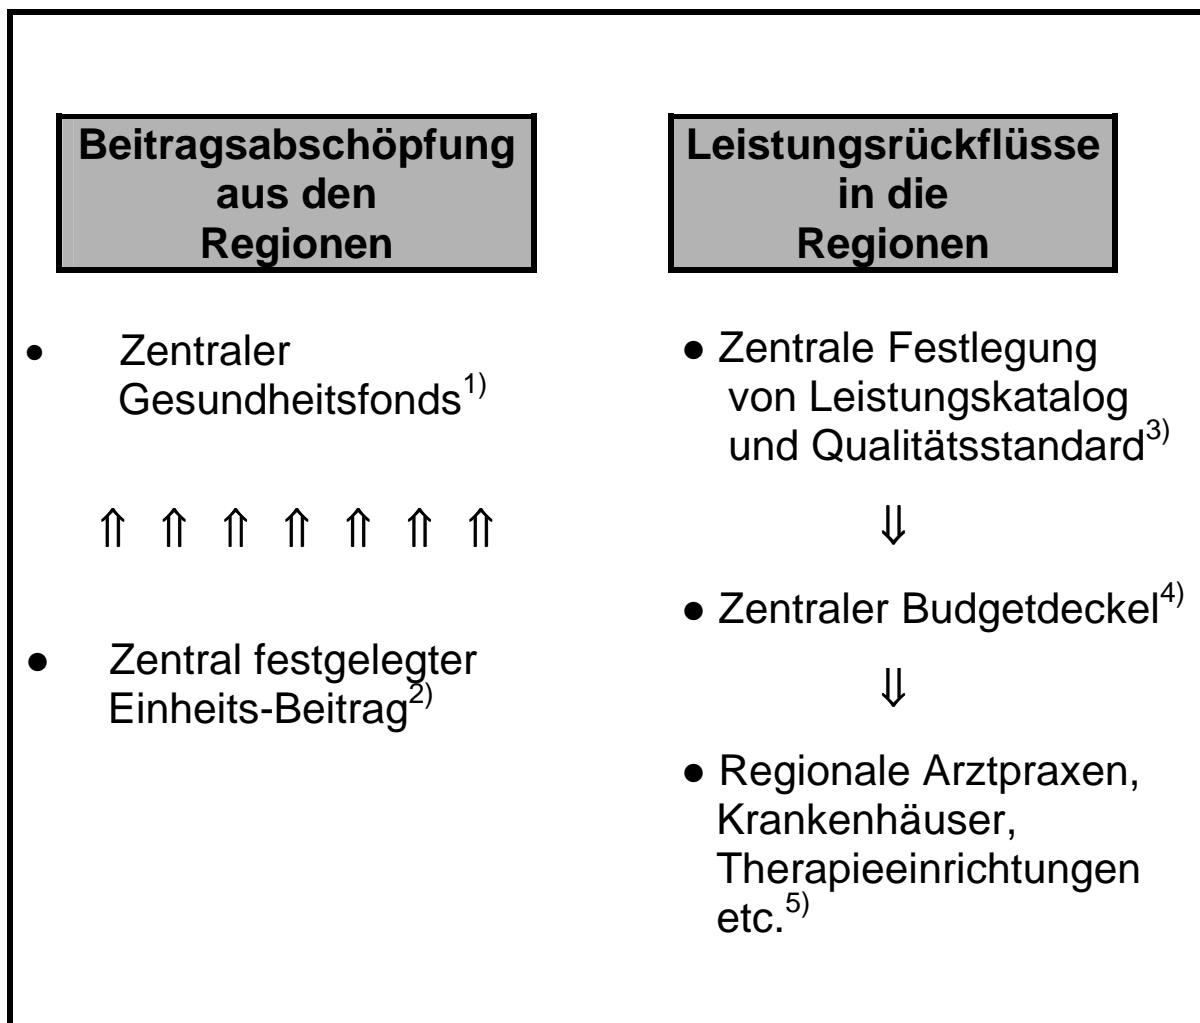 Beitragsabschöpfung
aus den
Regionen
● Zentraler
Gesundheitsfonds1)
⇑ ⇑ ⇑ ⇑ ⇑ ⇑ ⇑
● Zentral festgelegter
Einheits-Beitrag2)
Leistungsrückflüsse
in die
Regionen
● Zentrale Festlegung
von Leistungskatalog
und Qualitätsstandard3)
⇓
● Zentraler Budgetdeckel4)
⇓
● Regionale Arztpraxen,
Krankenhäuser,
Therapieeinrichtungen
etc.5)